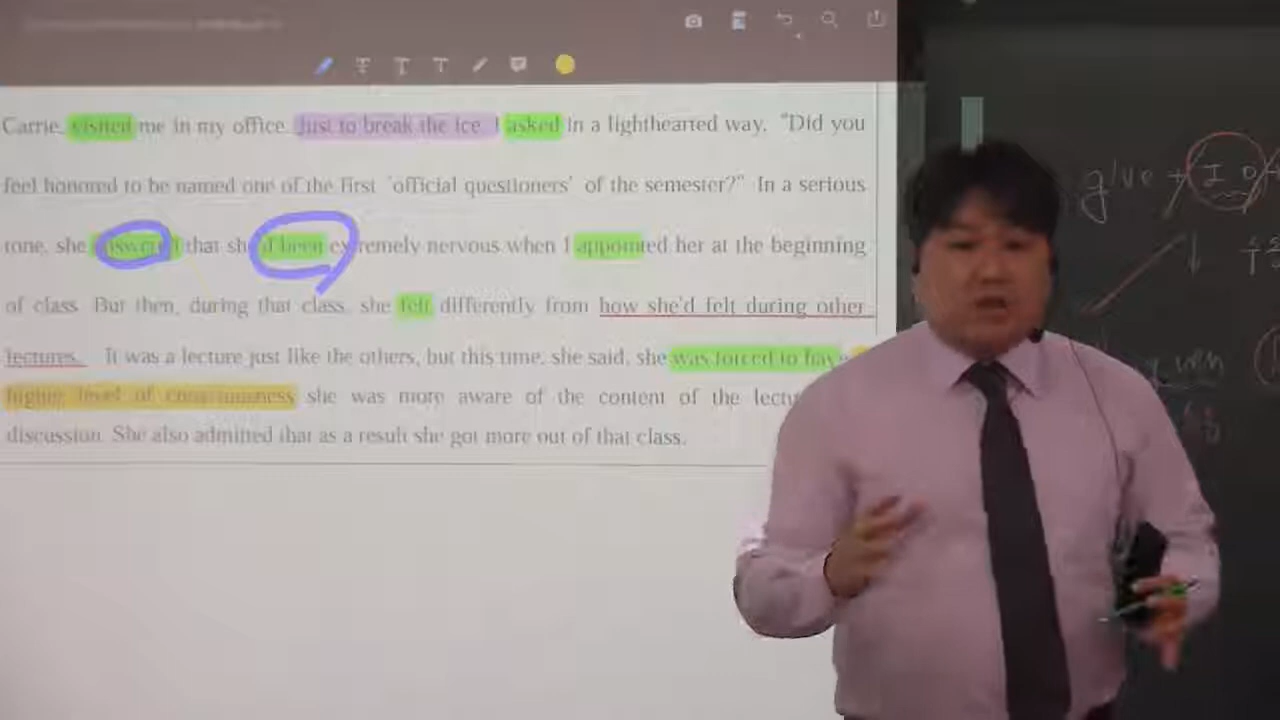 Carrie, visited me in my office. Just to break the ice, I asked in a lighthearted way, "Did you
feel honored to be named one of the first 'official questioners' of the semester?" In a serious
tone, she answered that she'd been extremely nervous when I appointed her at the beginning
of class. But then, during that class, she felt differently from how she'd felt during other
lectures. It was a lecture just like the others, but this time, she said, she was forced to have
higher level of consciousness she was more aware of the content of the
discussion. She also admitted that as a result she got more out of that class.
give + I O